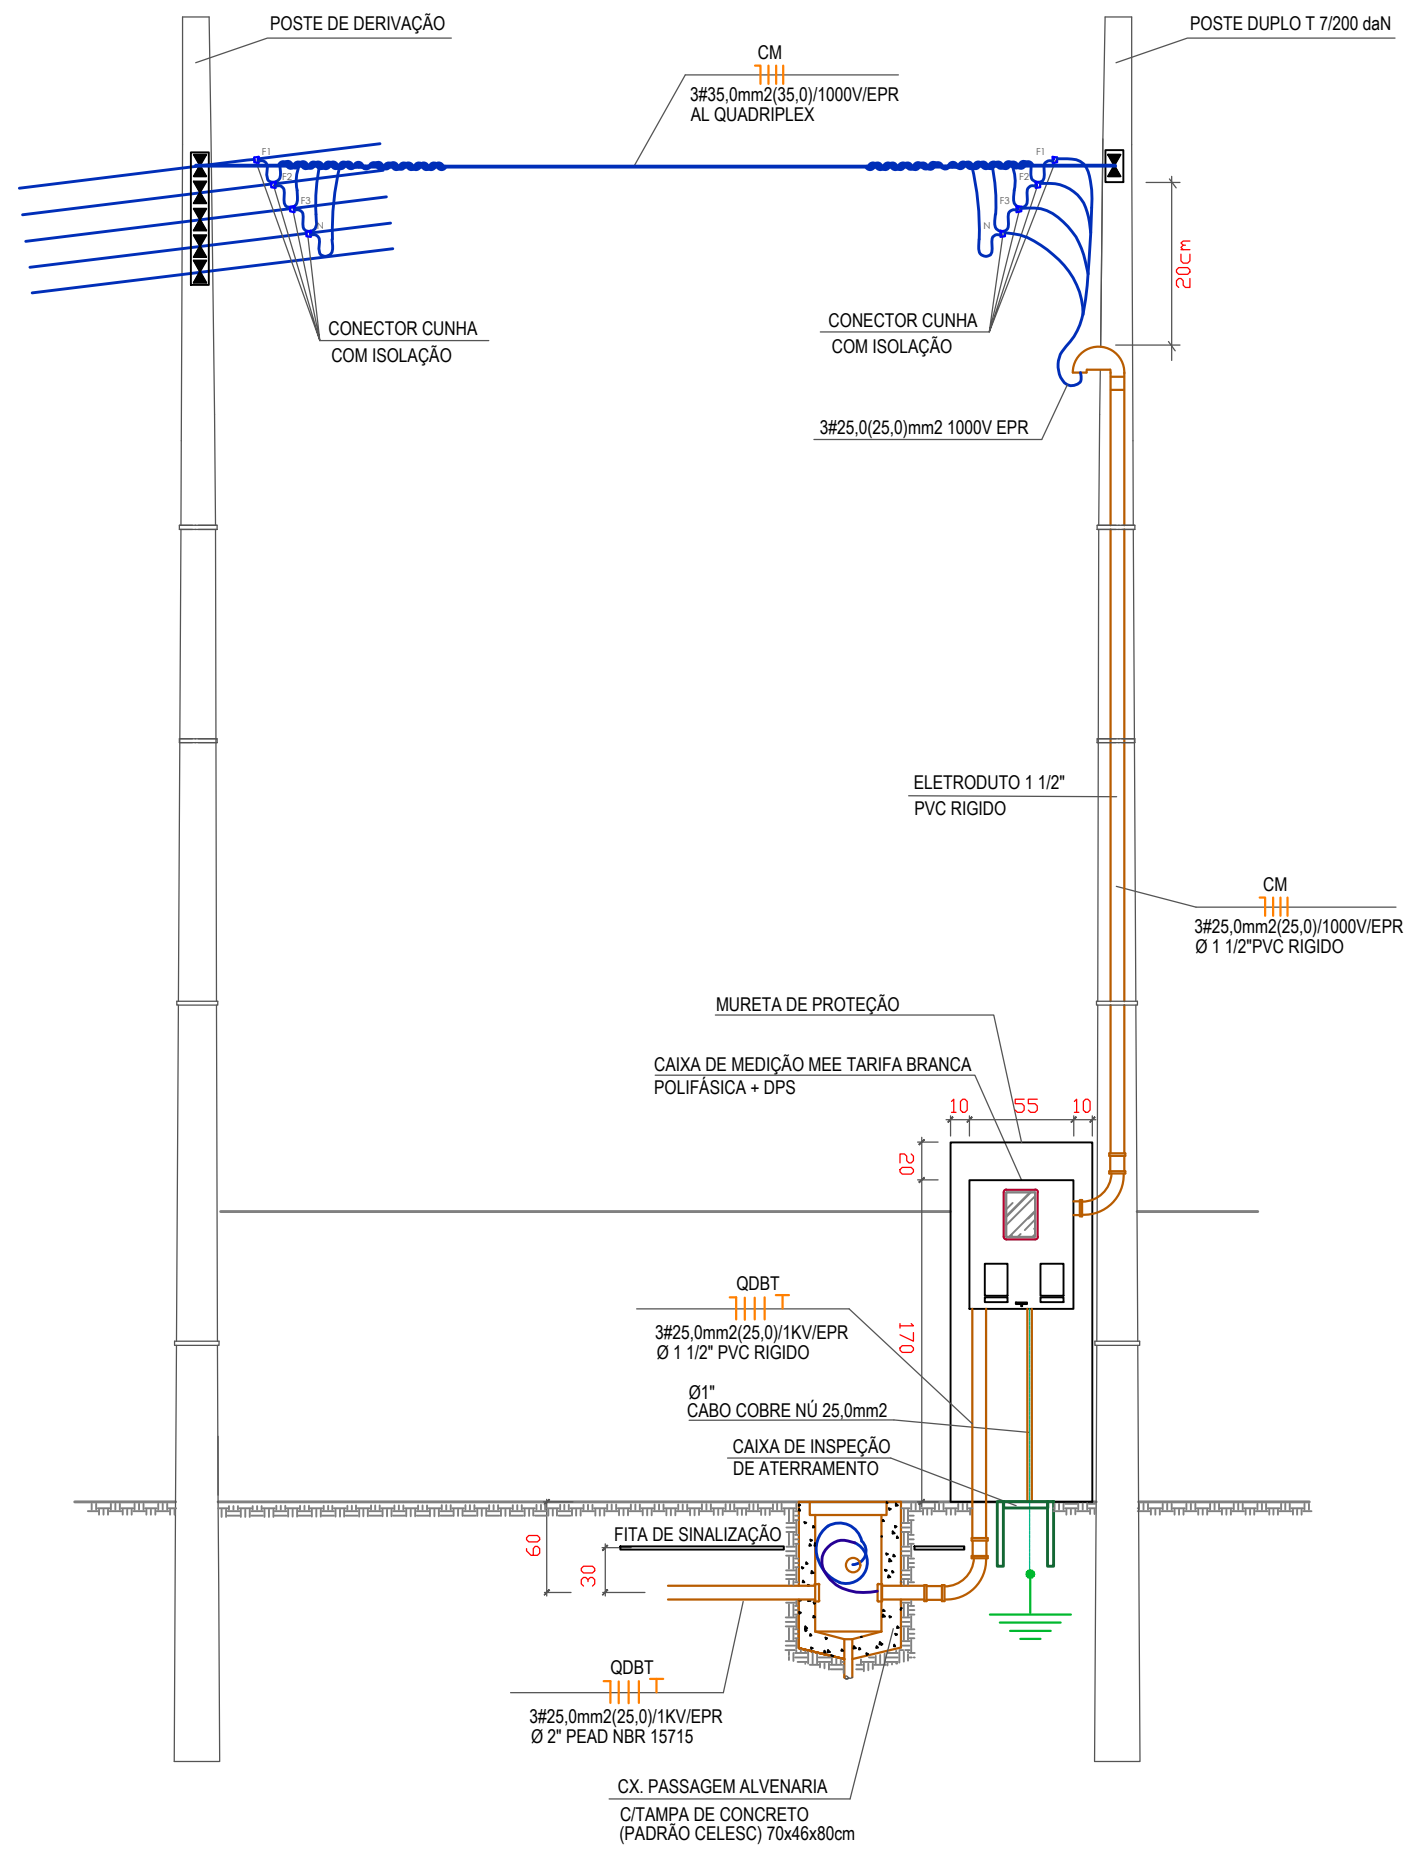 POSTE DE DERIVAÇÃO
POSTE DUPLO T 7/200 daN
CM
3#35,0mm2(35,0)/1000V/EPR
AL QUADRIPLEX
F1
F2
F3
N
F1
F2
F3
N
20cm
CONECTOR CUNHA
COM ISOLAÇÃO
CONECTOR CUNHA
COM ISOLAÇÃO
3#25,0(25,0)mm2 1000V EPR
ELETRODUTO 1 1/2"
PVC RIGIDO
CM
3#25,0mm2(25,0)/1000V/EPR
Ø 1 1/2"PVC RIGIDO
MURETA DE PROTEÇÃO
CAIXA DE MEDIÇÃO MEE TARIFA BRANCA
POLIFÁSICA + DPS
10
55
10
20
170
QDBT
3#25,0mm2(25,0)/1KV/EPR
Ø 1 1/2" PVC RIGIDO
Ø1"
CABO COBRE NÚ 25,0mm2
CAIXA DE INSPEÇÃO
DE ATERRAMENTO
FITA DE SINALIZAÇÃO
60
30
QDBT
3#25,0mm2(25,0)/1KV/EPR
Ø 2" PEAD NBR 15715
CX. PASSAGEM ALVENARIA
C/TAMPA DE CONCRETO
(PADRÃO CELESC) 70x46x80cm